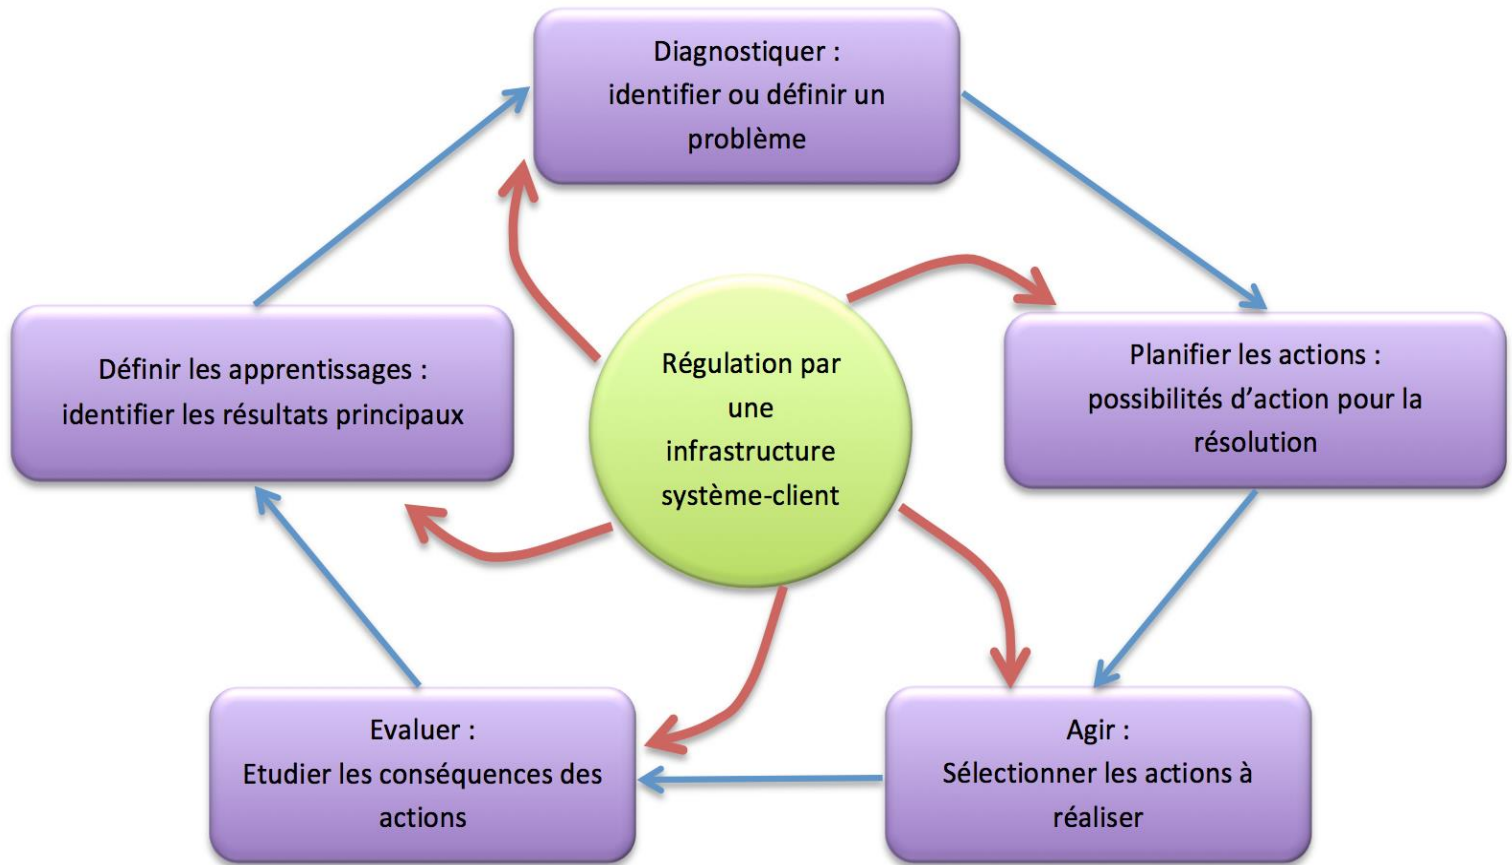 Diagnostiquer :
identifier ou définir un
problème
Planifier les actions :
possibilités d’action pour la
résolution
Agir :
Sélectionner les actions à
réaliser
Evaluer :
Etudier les conséquences des
actions
Définir les apprentissages :
identifier les résultats principaux
Régulation par
une
infrastructure
système-client